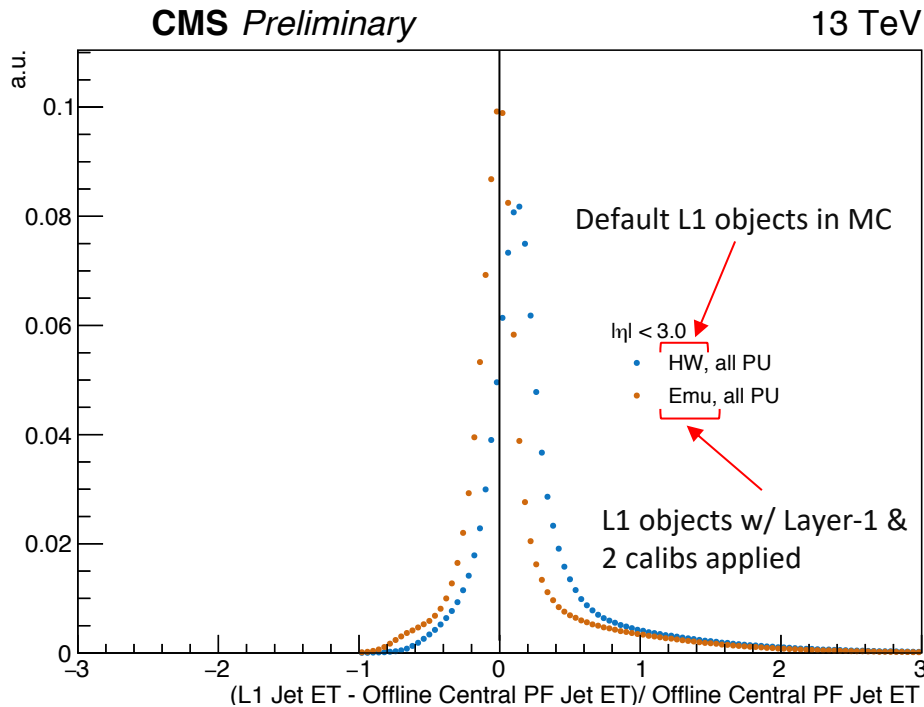 CMS Preliminary 13 TeV
a.u.
0.1
0.08
0.06
0.04
0.02
0
Default L1 objects in MC
|η| < 3.0
HW, all PU
Emu, all PU
L1 objects w/ Layer-1 &
2 calibs applied
−3 −2 −1 0 1 2 3
(L1 Jet ET - Offline Central PF Jet ET)/ Offline Central PF Jet ET